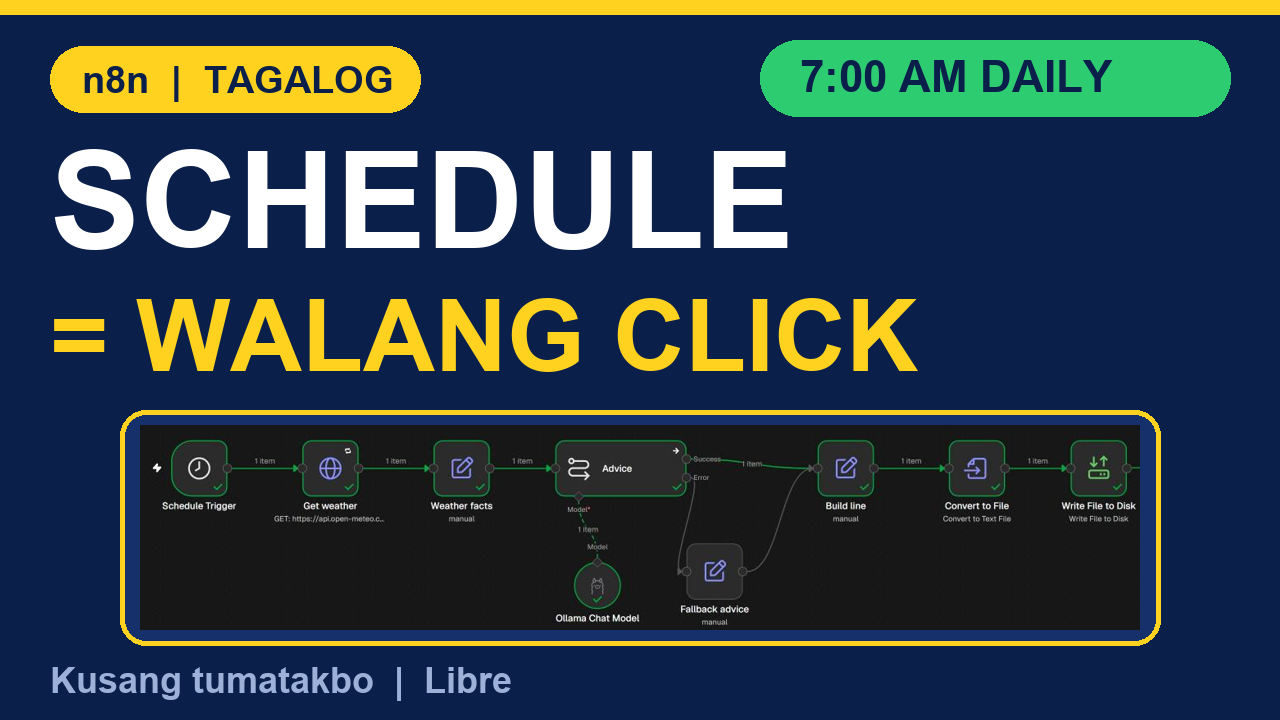 n8n | TAGALOG
7:00 AM DAILY
SCHEDULE
= WALANG CLICK
1 item
1 item
1 item
Advice
Success
Error
1 item
1 item
1 item
Schedule Trigger
Get weather
GET: https://api.open-meteo.c...
Weather facts
manual
Model*
1 item
Model
Ollama Chat Model
Build line
manual
Convert to File
Convert to Text File
Write File to Disk
Write File to Disk
Fallback advice
manual
Kusang tumatakbo | Libre